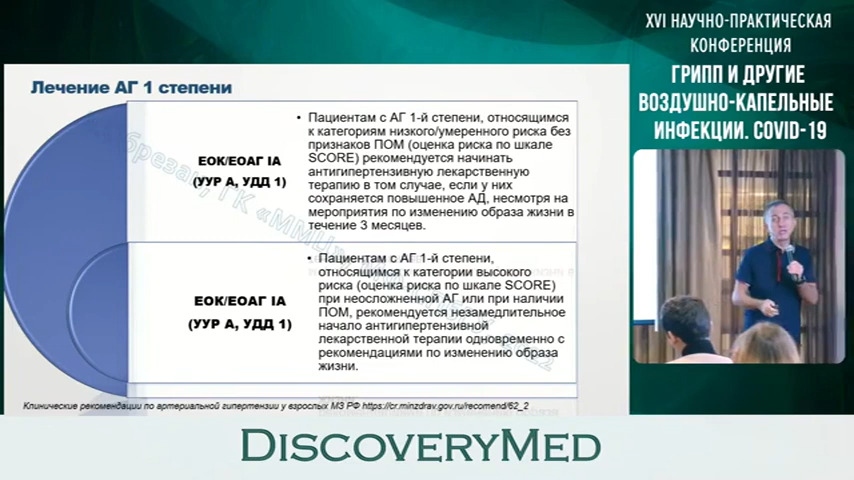 XVI НАУЧНО-ПРАКТИЧЕСКАЯ
КОНФЕРЕНЦИЯ
ГРИПП И ДРУГИЕ
ВОЗДУШНО-КАПЕЛЬНЫЕ
ИНФЕКЦИИ. COVID-19
Лечение АГ 1 степени
ЕОК/ЕОАГ IA
(УУР А, УДД 1)
• Пациентам с АГ 1-й степени, относящимся
к категориям низкого/умеренного риска без
признаков ПОМ (оценка риска по шкале
SCORE) рекомендуется начинать
антигипертензивную лекарственную
терапию в том случае, если у них
сохраняется повышенное АД, несмотря на
мероприятия по изменению образа жизни в
течение 3 месяцев.
ЕОК/ЕОАГ IA
(УУР А, УДД 1)
• Пациентам с АГ 1-й степени,
относящимся к категории высокого
риска (оценка риска по шкале SCORE)
при неосложненной АГ или при наличии
ПОМ, рекомендуется незамедлительное
начало антигипертензивной
лекарственной терапии одновременно с
рекомендациями по изменению образа
жизни.
Клинические рекомендации по артериальной гипертензии у взрослых МЗ РФ https://cr.minzdrav.gov.ru/recomend/62_2
DISCOVERYMED